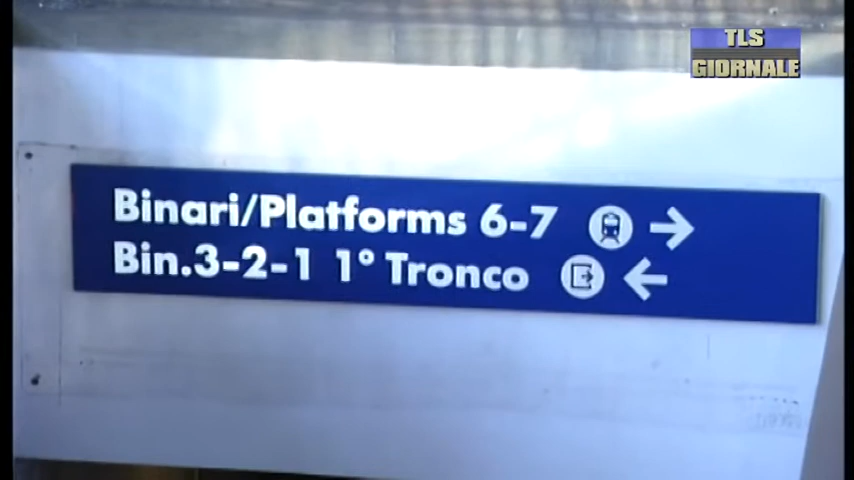 TLS
GIORNALE
Binari/Platforms 6-7
Bin.3-2-1 1° Tronco